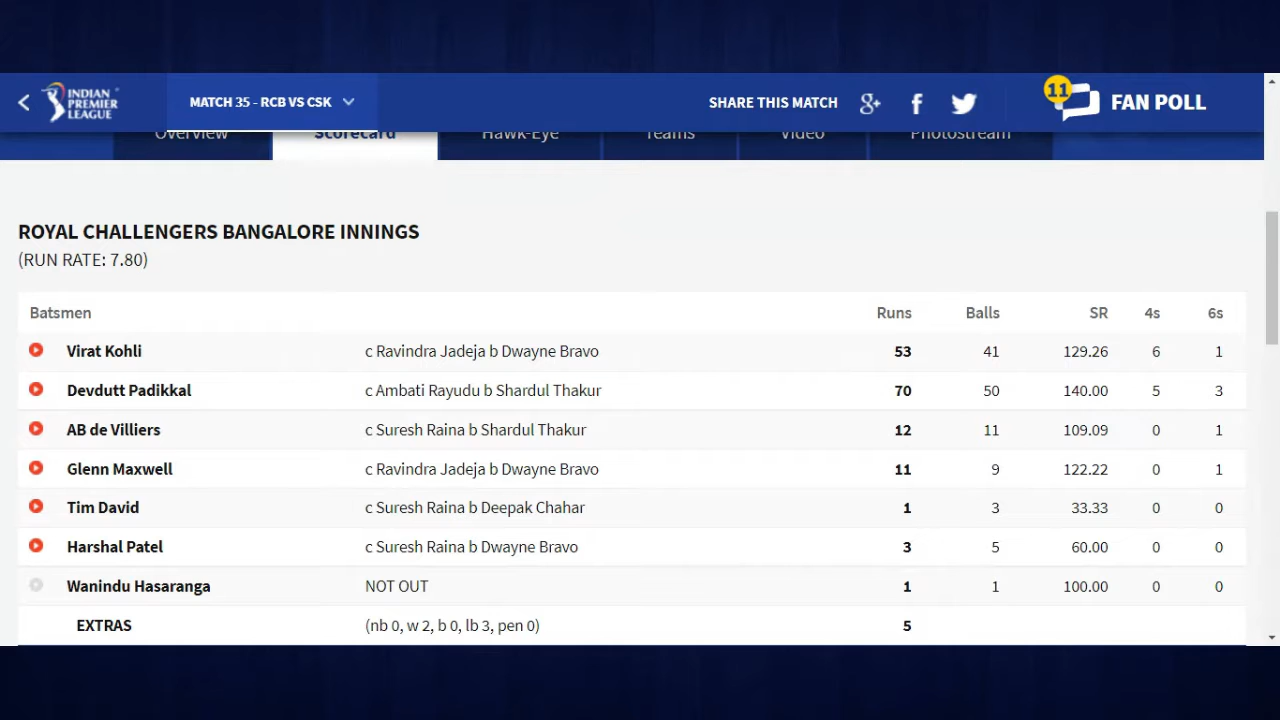 INDIAN PREMIER LEAGUE
MATCH 35 - RCB VS CSK
SHARE THIS MATCH
11
FAN POLL
Overview Scorecard Hawk-Eye Teams Video Photostream
ROYAL CHALLENGERS BANGALORE INNINGS
(RUN RATE: 7.80)
Batsmen Runs Balls SR 4s 6s
Virat Kohli c Ravindra Jadeja b Dwayne Bravo 53 41 129.26 6 1
Devdutt Padikkal c Ambati Rayudu b Shardul Thakur 70 50 140.00 5 3
AB de Villiers c Suresh Raina b Shardul Thakur 12 11 109.09 0 1
Glenn Maxwell c Ravindra Jadeja b Dwayne Bravo 11 9 122.22 0 1
Tim David c Suresh Raina b Deepak Chahar 1 3 33.33 0 0
Harshal Patel c Suresh Raina b Dwayne Bravo 3 5 60.00 0 0
Wanindu Hasaranga NOT OUT 1 1 100.00 0 0
EXTRAS (nb 0, w 2, b 0, lb 3, pen 0) 5